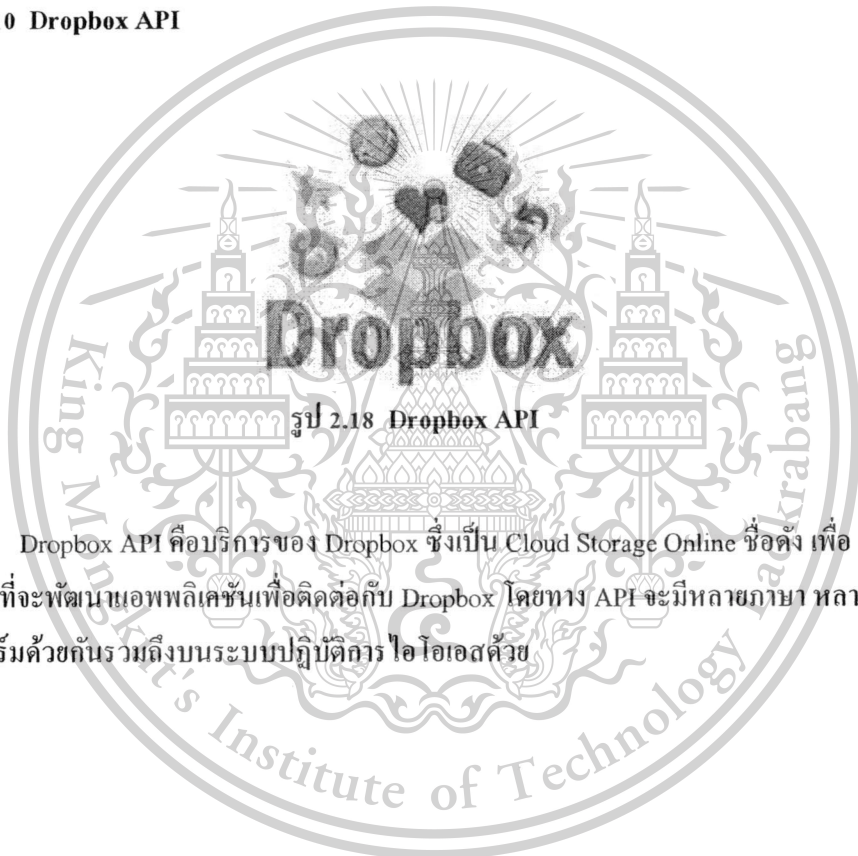 0 Dropbox API
Dropbox
รูป 2.18 Dropbox API
Dropbox API คือบริการของ Dropbox ซึ่งเป็น Cloud Storage Online ชื่อดัง เพื่อ
ที่จะพัฒนาแอพพลิเคชันเพื่อติดต่อกับ Dropbox โดยทาง API จะมีหลายภาษา หลา
ร์มด้วยกันรวมถึงบนระบบปฏิบัติการไอโอเอสด้วย
King Mongkut's Institute of Technology Ladkrabang